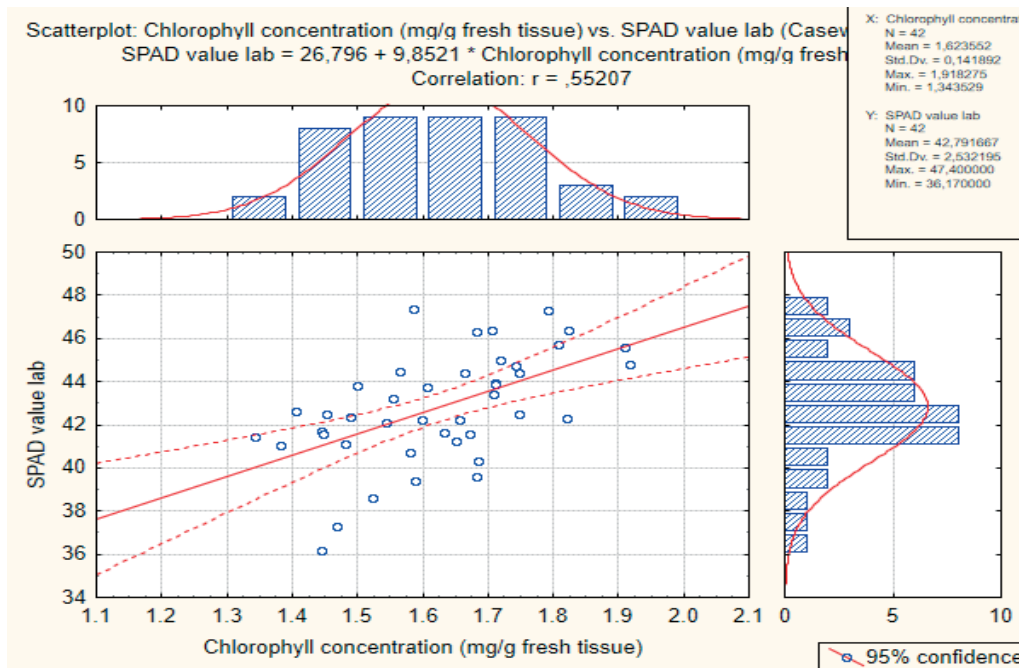 Scatterplot: Chlorophyll concentration (mg/g fresh tissue) vs. SPAD value lab
SPAD value lab = 26,796 + 9,8521 * Chlorophyll concentration (mg/g fresh
Correlation: r = ,55207
X: Chlorophyll
N = 42
Mean = 1,623552
Std.Dv. = 0,141892
Max. = 1,918275
Min. = 1,343529
Y: SPAD value lab
N = 42
Mean = 42,791667
Std.Dv. = 2,532195
Max. = 47,400000
Min. = 36,170000
10
5
0
50
48
46
44
42
40
38
36
34
SPAD value lab
1.1 1.2 1.3 1.4 1.5 1.6 1.7 1.8 1.9 2.0 2.1
Chlorophyll concentration (mg/g fresh tissue)
0 5 10
95% confidence